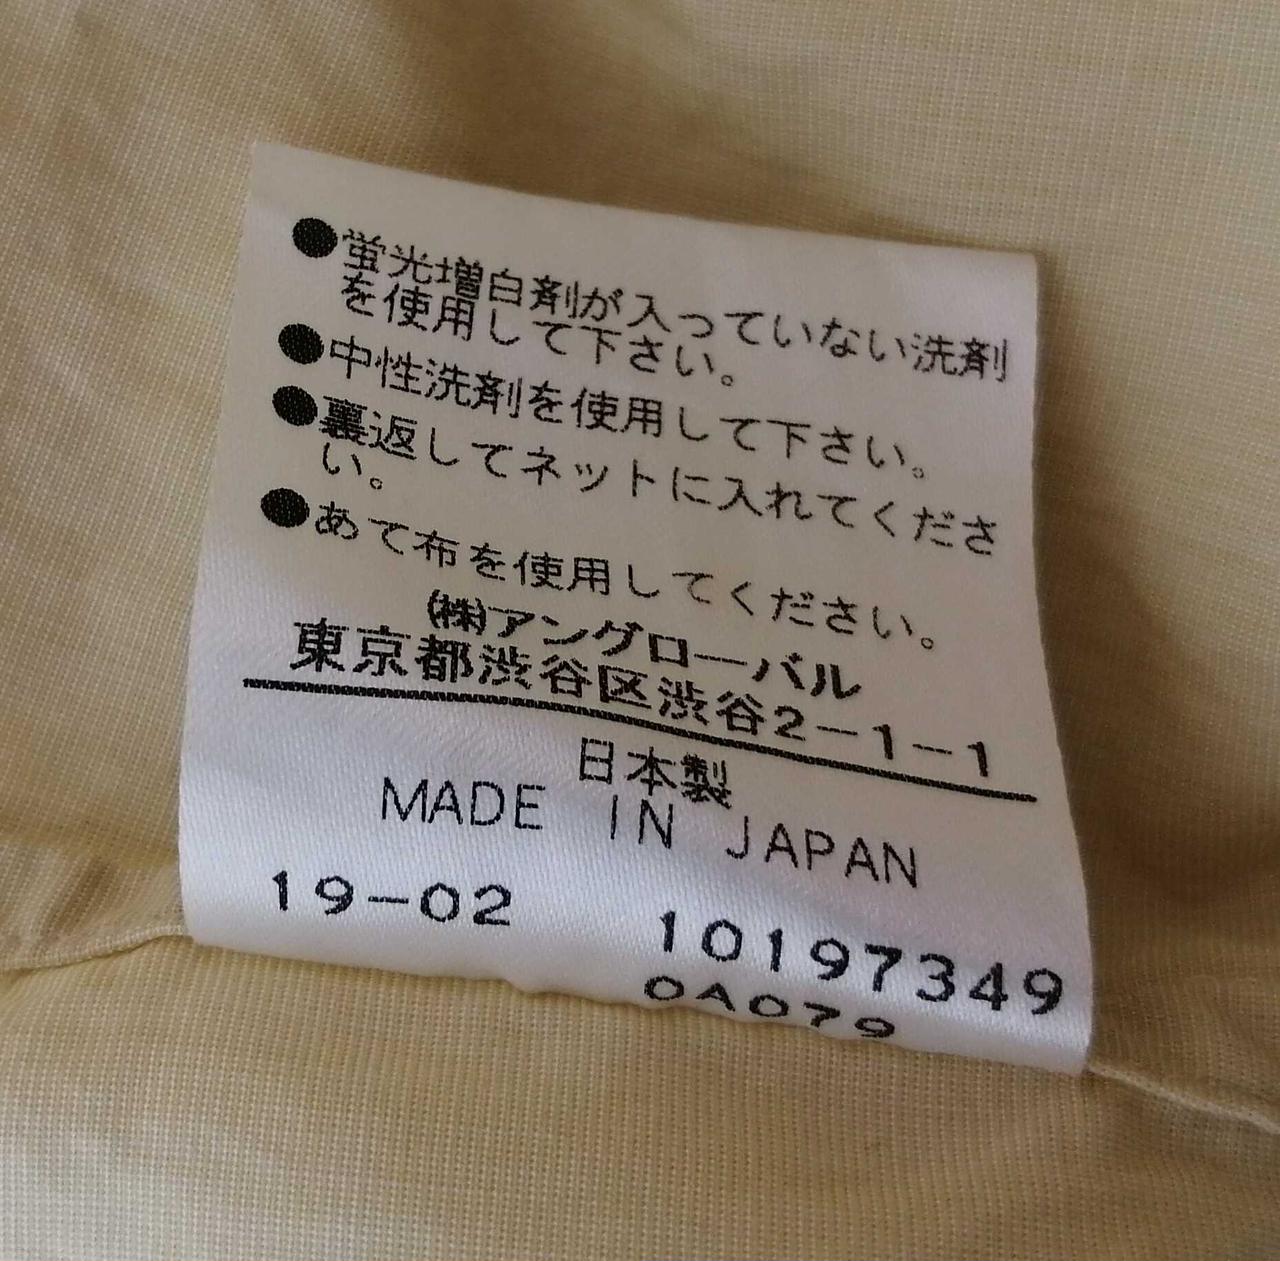 ●蛍光増白剤が入っていない洗剤
を使用して下さい。
●中性洗剤を使用して下さい。
●裏返してネットに入れてくださ
い。
●あて布を使用してください。
(株)アングローバル
東京都渋谷区渋谷2-1-1
日本製
MADE IN JAPAN
19-02 10197349
0A079